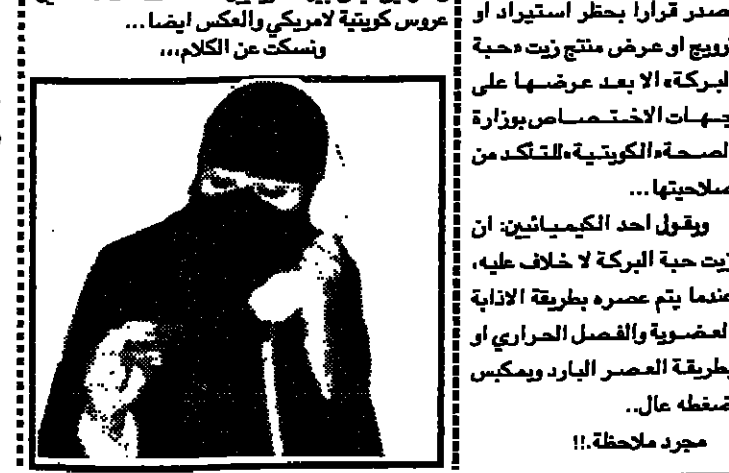 صدر قرارا بحظر استيراد او
ترويج او عرض منتج زيت «حبة
البركة» الا بعد عرضها على
جهات الاختصاص بوزارة
الصحة «الكويتية» للتأكد من
صلاحيتها...
ويقول احد الكيميائيين: ان
زيت حبة البركة لا خلاف عليه،
عندما يتم عصره بطريقة الاذابة
العضوية والفصل الحراري او
بطريقة العصر البارد وبمكبس
ضغطه عال..
مجرد ملاحظة.!!
عروس كويتية لامريكي والعكس ايضا...
ونسكت عن الكلام،،،